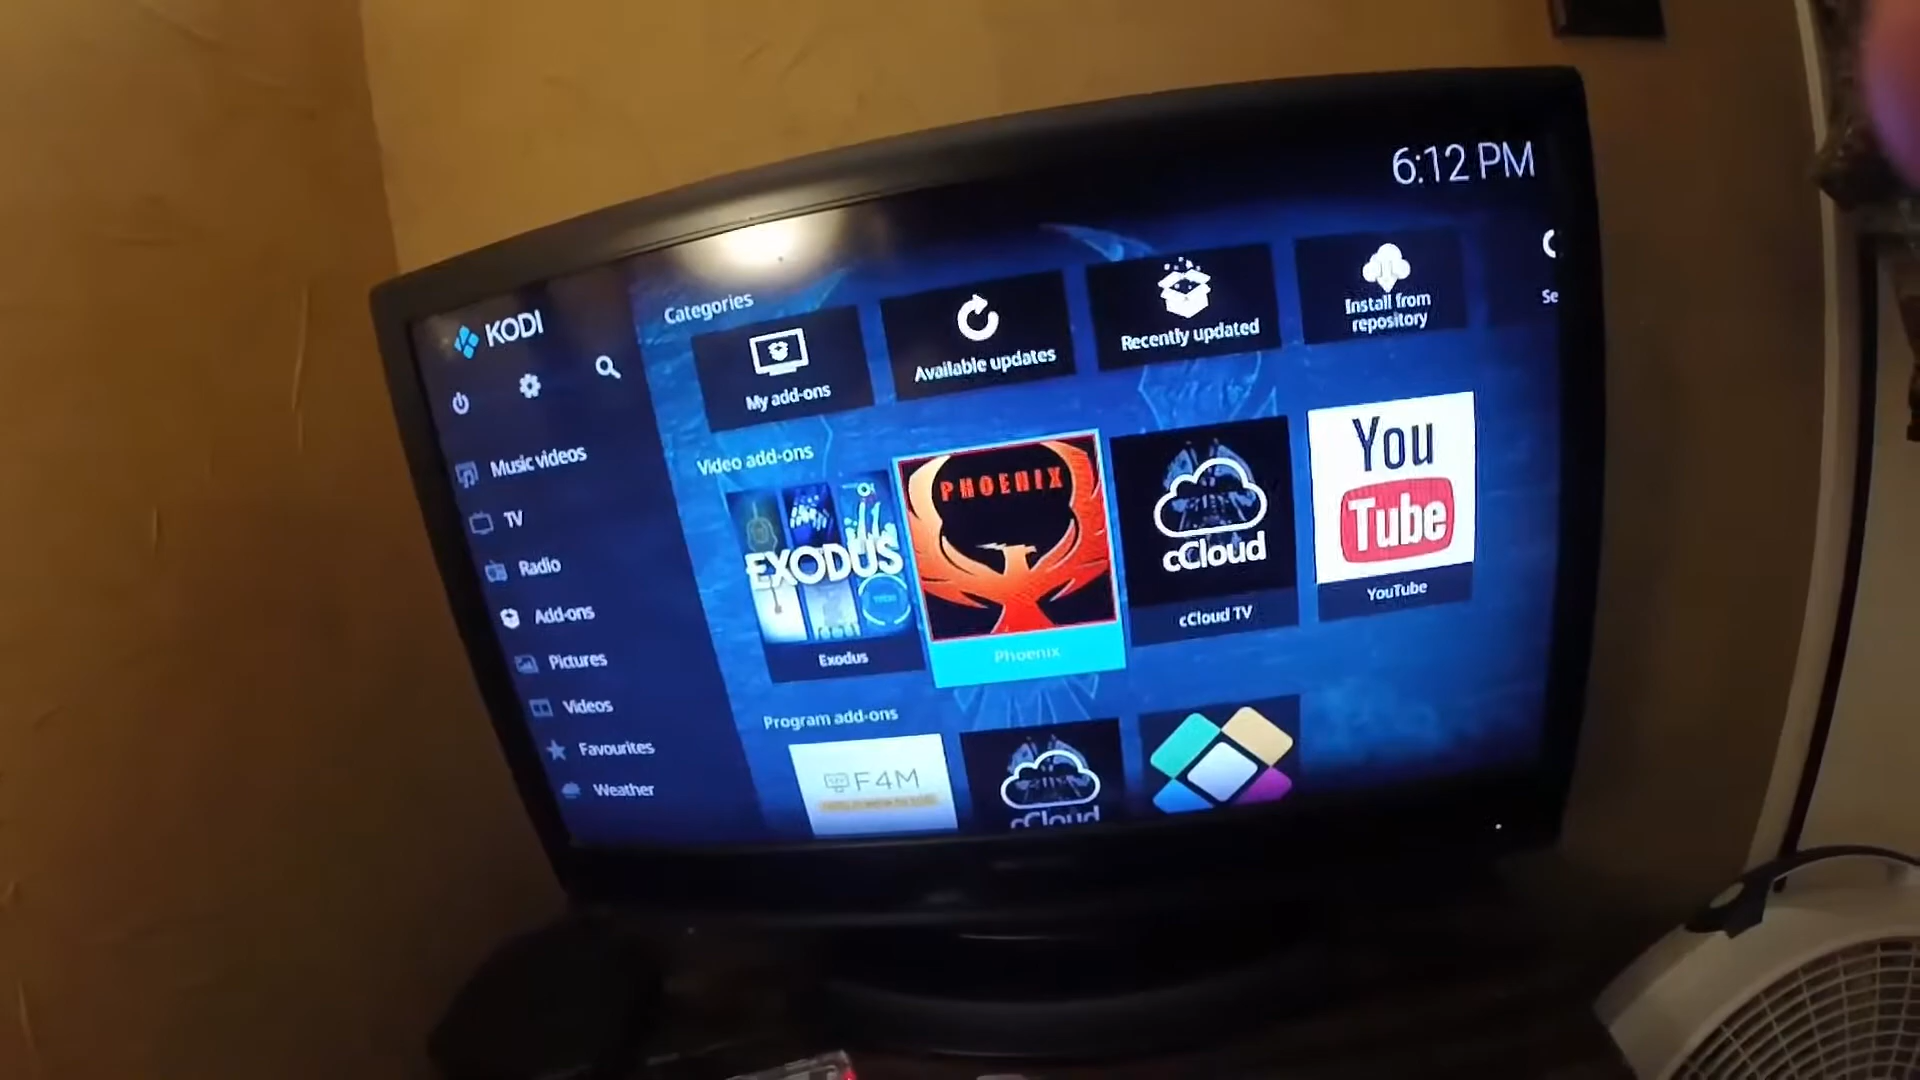 6:12 PM
KODI
Categories
My add-ons
Available updates
Recently updated
Install from
repository
Se
Music videos
TV
Radio
Add-ons
Pictures
Videos
Favourites
Weather
Video add-ons
EXODUS
Exodus
PHOENIX
Phoenix
cCloud
cCloud TV
You
Tube
YouTube
Program add-ons
F4M
cCloud